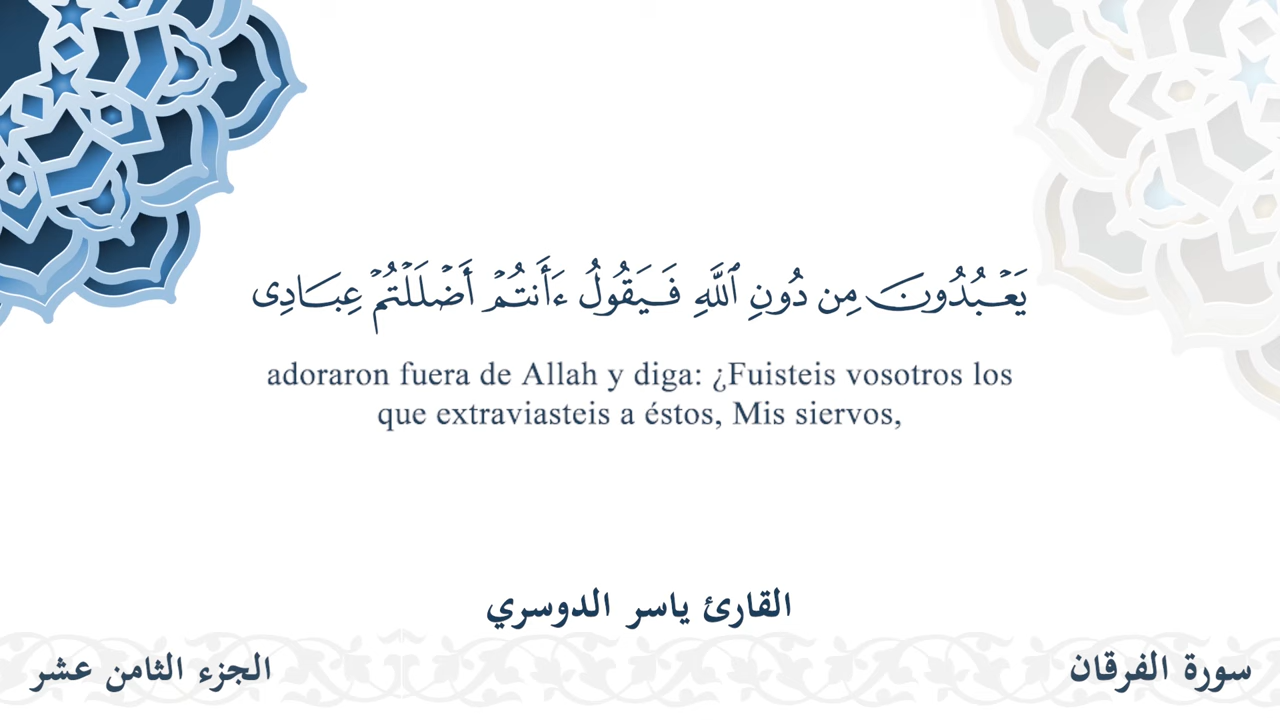 يَعۡبُدُونَ مِن دُونِ ٱللَّهِ فَيَقُولُ ءَأَنتُمۡ أَضۡلَلۡتُمۡ عِبَادِى
adoraron fuera de Allah y diga: ¿Fuisteis vosotros los
que extraviasteis a éstos, Mis siervos,
القارئ ياسر الدوسري
سورة الفرقان
الجزء الثامن عشر